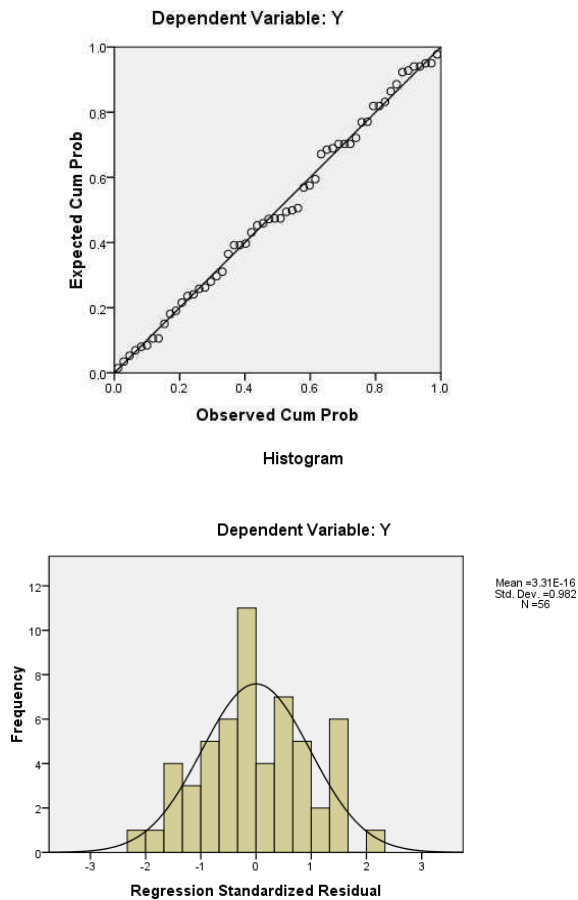 Dependent Variable: Y
1.0
0.8
0.6
0.4
0.2
0.0
Expected Cum Prob
0.0 0.2 0.4 0.6 0.8 1.0
Observed Cum Prob
Histogram
Dependent Variable: Y
12
10
8
6
4
2
0
Frequency
-3 -2 -1 0 1 2 3
Regression Standardized Residual
Mean =3.31E-16
Std. Dev. =0.982
N =56